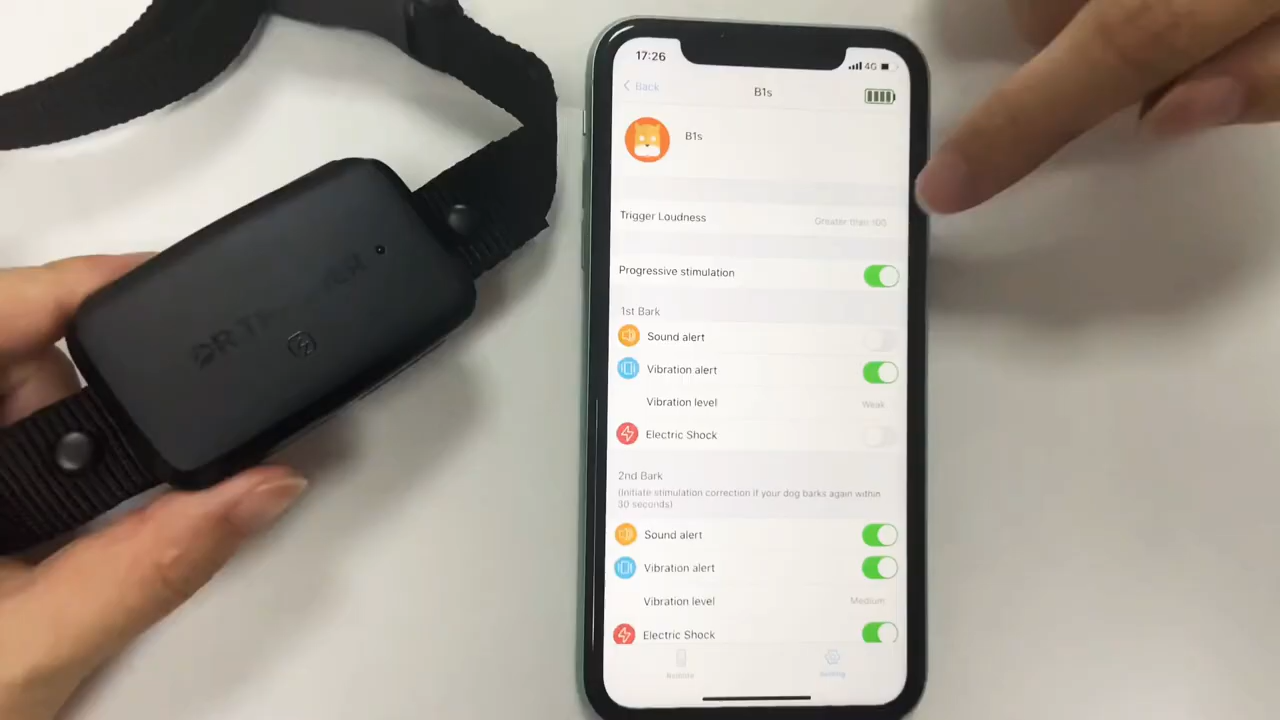 17:26
4G
Back
B1s
B1s
Trigger Loudness
Greater than 100
Progressive stimulation
1st Bark
Sound alert
Vibration alert
Vibration level
Weak
Electric Shock
2nd Bark
(Initiate stimulation correction if your dog barks again within
30 seconds)
Sound alert
Vibration alert
Vibration level
Medium
Electric Shock
Remote
Setting